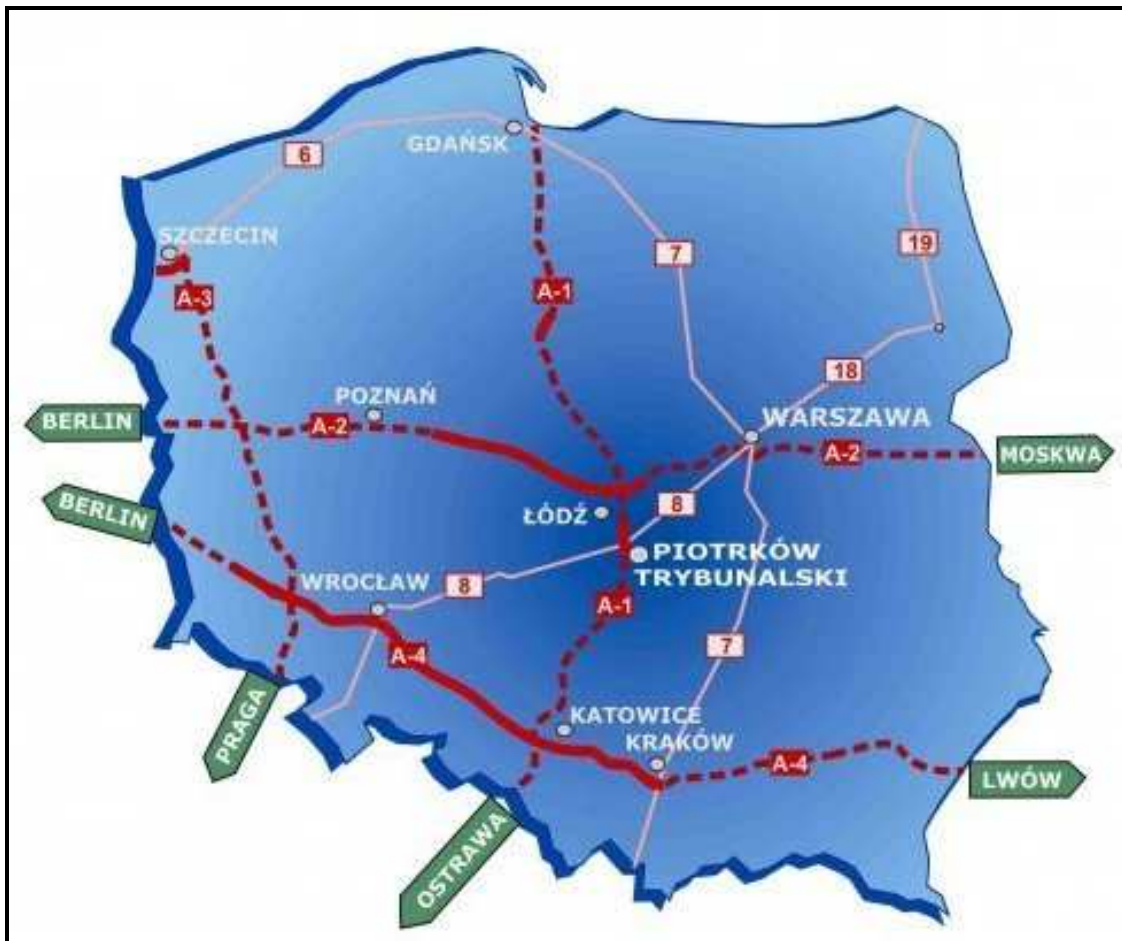 GDAŃSK
6
SZCZECIN
7
19
A-3
A-1
18
POZNAŃ
WARSZAWA
BERLIN
A-2
A-2
MOSKWA
BERLIN
8
ŁÓDŹ
PIOTRKÓW
TRYBUNALSKI
WROCŁAW
8
A-1
A-4
7
PRAGA
KATOWICE
KRAKÓW
A-4
LWÓW
OSTRAWA